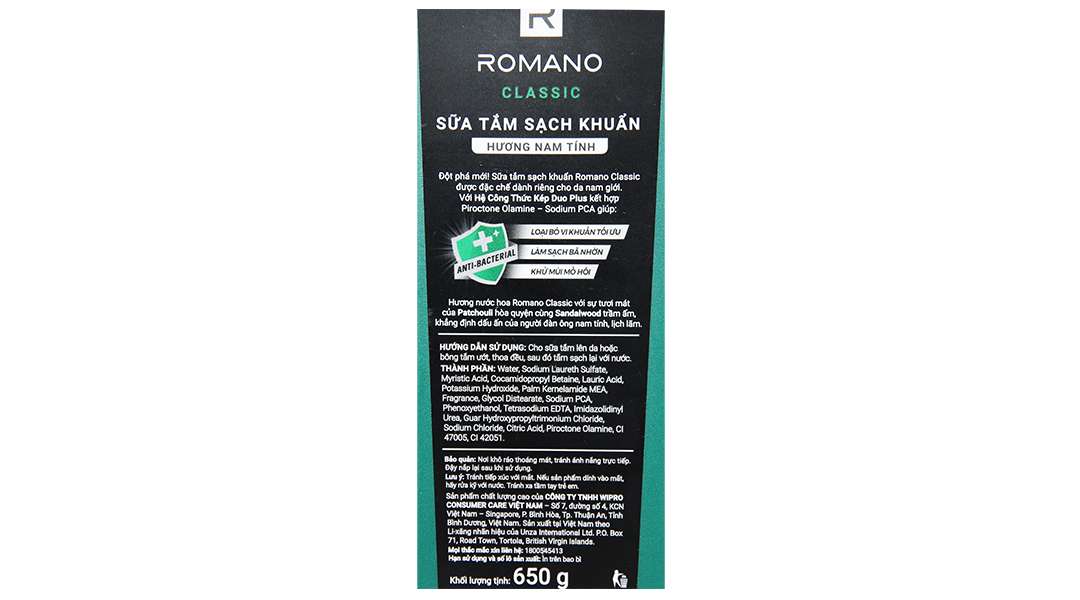 R
ROMANO
CLASSIC
SỮA TẮM SẠCH KHUẨN
HƯƠNG NAM TÍNH
Đột phá mới! Sữa tắm sạch khuẩn Romano Classic
được đặc chế dành riêng cho da nam giới.
Với Hệ Công Thức Kép Duo Plus kết hợp
Piroctone Olamine – Sodium PCA giúp:
ANTI-BACTERIAL
LOẠI BỎ VI KHUẨN TỐI ƯU
LÀM SẠCH BÃ NHỜN
KHỬ MÙI MỒ HÔI
Hương nước hoa Romano Classic với sự tươi mát
của Patchouli hòa quyện cùng Sandalwood trầm ấm,
khẳng định dấu ấn của người đàn ông nam tính, lịch lãm.
HƯỚNG DẪN SỬ DỤNG: Cho sữa tắm lên da hoặc
bông tắm ướt, thoa đều, sau đó tắm sạch lại với nước.
THÀNH PHẦN: Water, Sodium Laureth Sulfate,
Myristic Acid, Cocamidopropyl Betaine, Lauric Acid,
Potassium Hydroxide, Palm Kernelamide MEA,
Fragrance, Glycol Distearate, Sodium PCA,
Phenoxyethanol, Tetrasodium EDTA, Imidazolidinyl
Urea, Guar Hydroxypropyltrimonium Chloride,
Sodium Chloride, Citric Acid, Piroctone Olamine, CI
47005, CI 42051.
Bảo quản: Nơi khô ráo thoáng mát, tránh ánh nắng trực tiếp.
Đậy nắp lại sau khi sử dụng.
Lưu ý: Tránh tiếp xúc với mắt. Nếu sản phẩm dính vào mắt,
hãy rửa kỹ với nước. Tránh xa tầm tay trẻ em.
Sản phẩm chất lượng cao của CÔNG TY TNHH WIPRO
CONSUMER CARE VIỆT NAM – Số 7, đường số 4, KCN
Việt Nam – Singapore, P. Bình Hòa, Tp. Thuận An, Tỉnh
Bình Dương, Việt Nam. Sản xuất tại Việt Nam theo
Li-xăng nhãn hiệu của Unza International Ltd. P.O. Box
71, Road Town, Tortola, British Virgin Islands.
Mọi thắc mắc xin liên hệ: 1800545413
Hạn sử dụng và số lô sản xuất: in trên bao bì
Khối lượng tịnh: 650 g